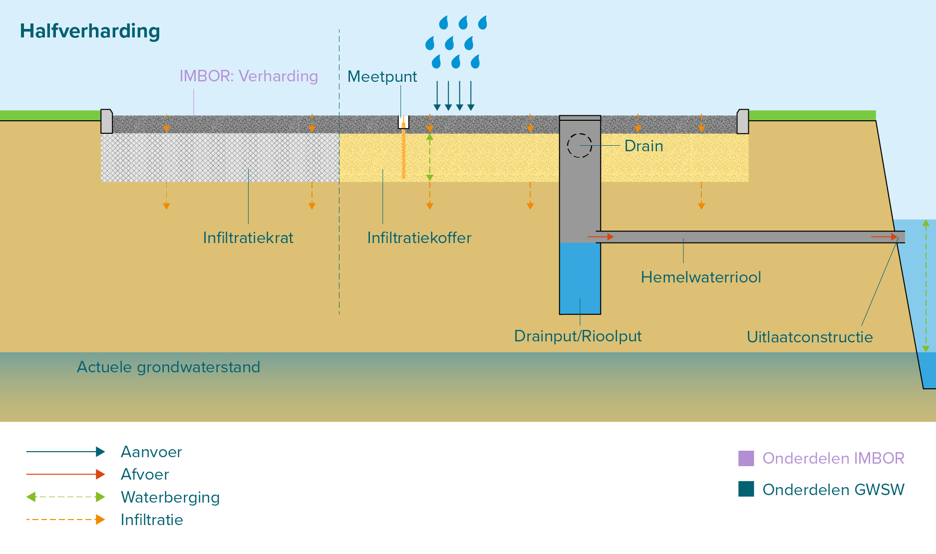 Halfverharding
IMBOR: Verharding
Meetpunt
Drain
Infiltratiekrat
Infiltratiekoffer
Hemelwaterriool
Drainput/Rioolput
Uitlaatconstructie
Actuele grondwaterstand
Aanvoer
Afvoer
Waterberging
Infiltratie
Onderdelen IMBOR
Onderdelen GWSW